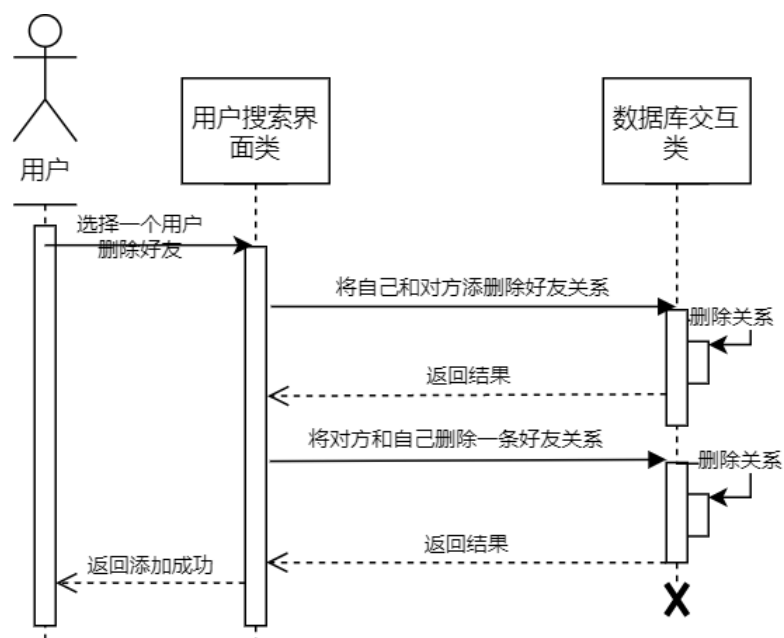 用户
用户搜索界
面类
数据库交互
类
选择一个用户
删除好友
将自己和对方添删除好友关系
删除关系
返回结果
将对方和自己删除一条好友关系
删除关系
返回结果
返回添加成功